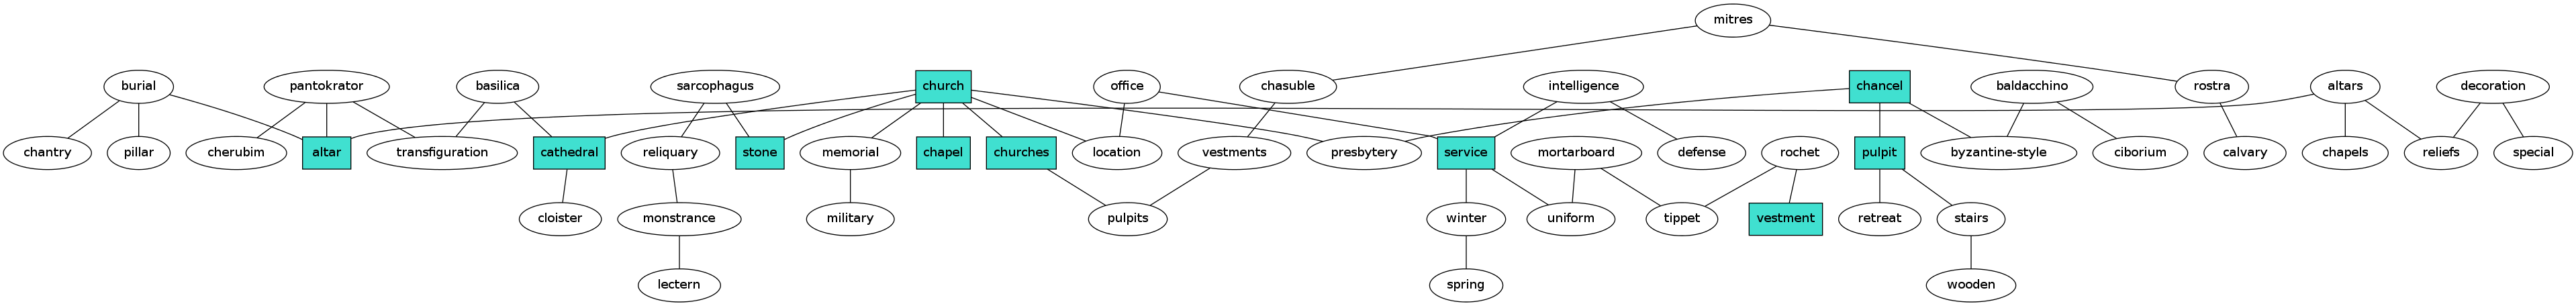 mitres
burial
pantokrator
basilica
sarcophagus
church
office
chasuble
intelligence
chancel
baldacchino
rostra
altars
decoration
chantry
pillar
cherubim
altar
transfiguration
cathedral
reliquary
stone
memorial
chapel
churches
location
vestments
presbytery
service
mortarboard
defense
rochet
pulpit
byzantine-style
ciborium
calvary
chapels
reliefs
special
cloister
monstrance
military
pulpits
winter
uniform
tippet
vestment
retreat
stairs
lectern
spring
wooden